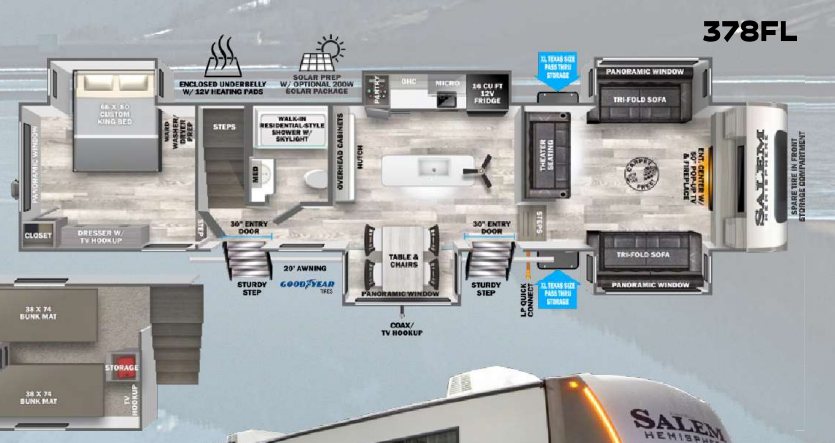 378FL
ENCLOSED UNDERBELLY
W/ 12V HEATING PADS
SOLAR PREP
W/ OPTIONAL 200W
SOLAR PACKAGE
XL TEXAS SIZE
PASS THRU
STORAGE
PANORAMIC WINDOW
TRI-FOLD SOFA
PANTRY
OHC
MICRO
16 CU FT
12V
FRIDGE
66 X 80
CUSTOM
KING BED
PANORAMIC WINDOW
WARD
WASHER/
DRYER
PREP
STEPS
WALK-IN
RESIDENTIAL-STYLE
SHOWER W/
SKYLIGHT
MED
OVERHEAD CABINETS
HUTCH
THEATER
SEATING
CARPET
FREE
ENT. CENTER W/
50" POP-UP TV
& FIREPLACE
SALEM
HEMISPHERE
SPARE TIRE IN FRONT
STORAGE COMPARTMENT
CLOSET
DRESSER W/
TV HOOKUP
STEP
30" ENTRY
DOOR
30" ENTRY
DOOR
STEPS
TABLE &
CHAIRS
PANORAMIC WINDOW
TRI-FOLD SOFA
PANORAMIC WINDOW
STURDY
STEP
20' AWNING
GOODYEAR
TIRES
STURDY
STEP
LP QUICK
CONNECT
XL TEXAS SIZE
PASS THRU
STORAGE
COAX/
TV HOOKUP
38 X 74
BUNK MAT
STORAGE
38 X 74
BUNK MAT
TV
HOOKUP
SALEM
HEMISPHERE